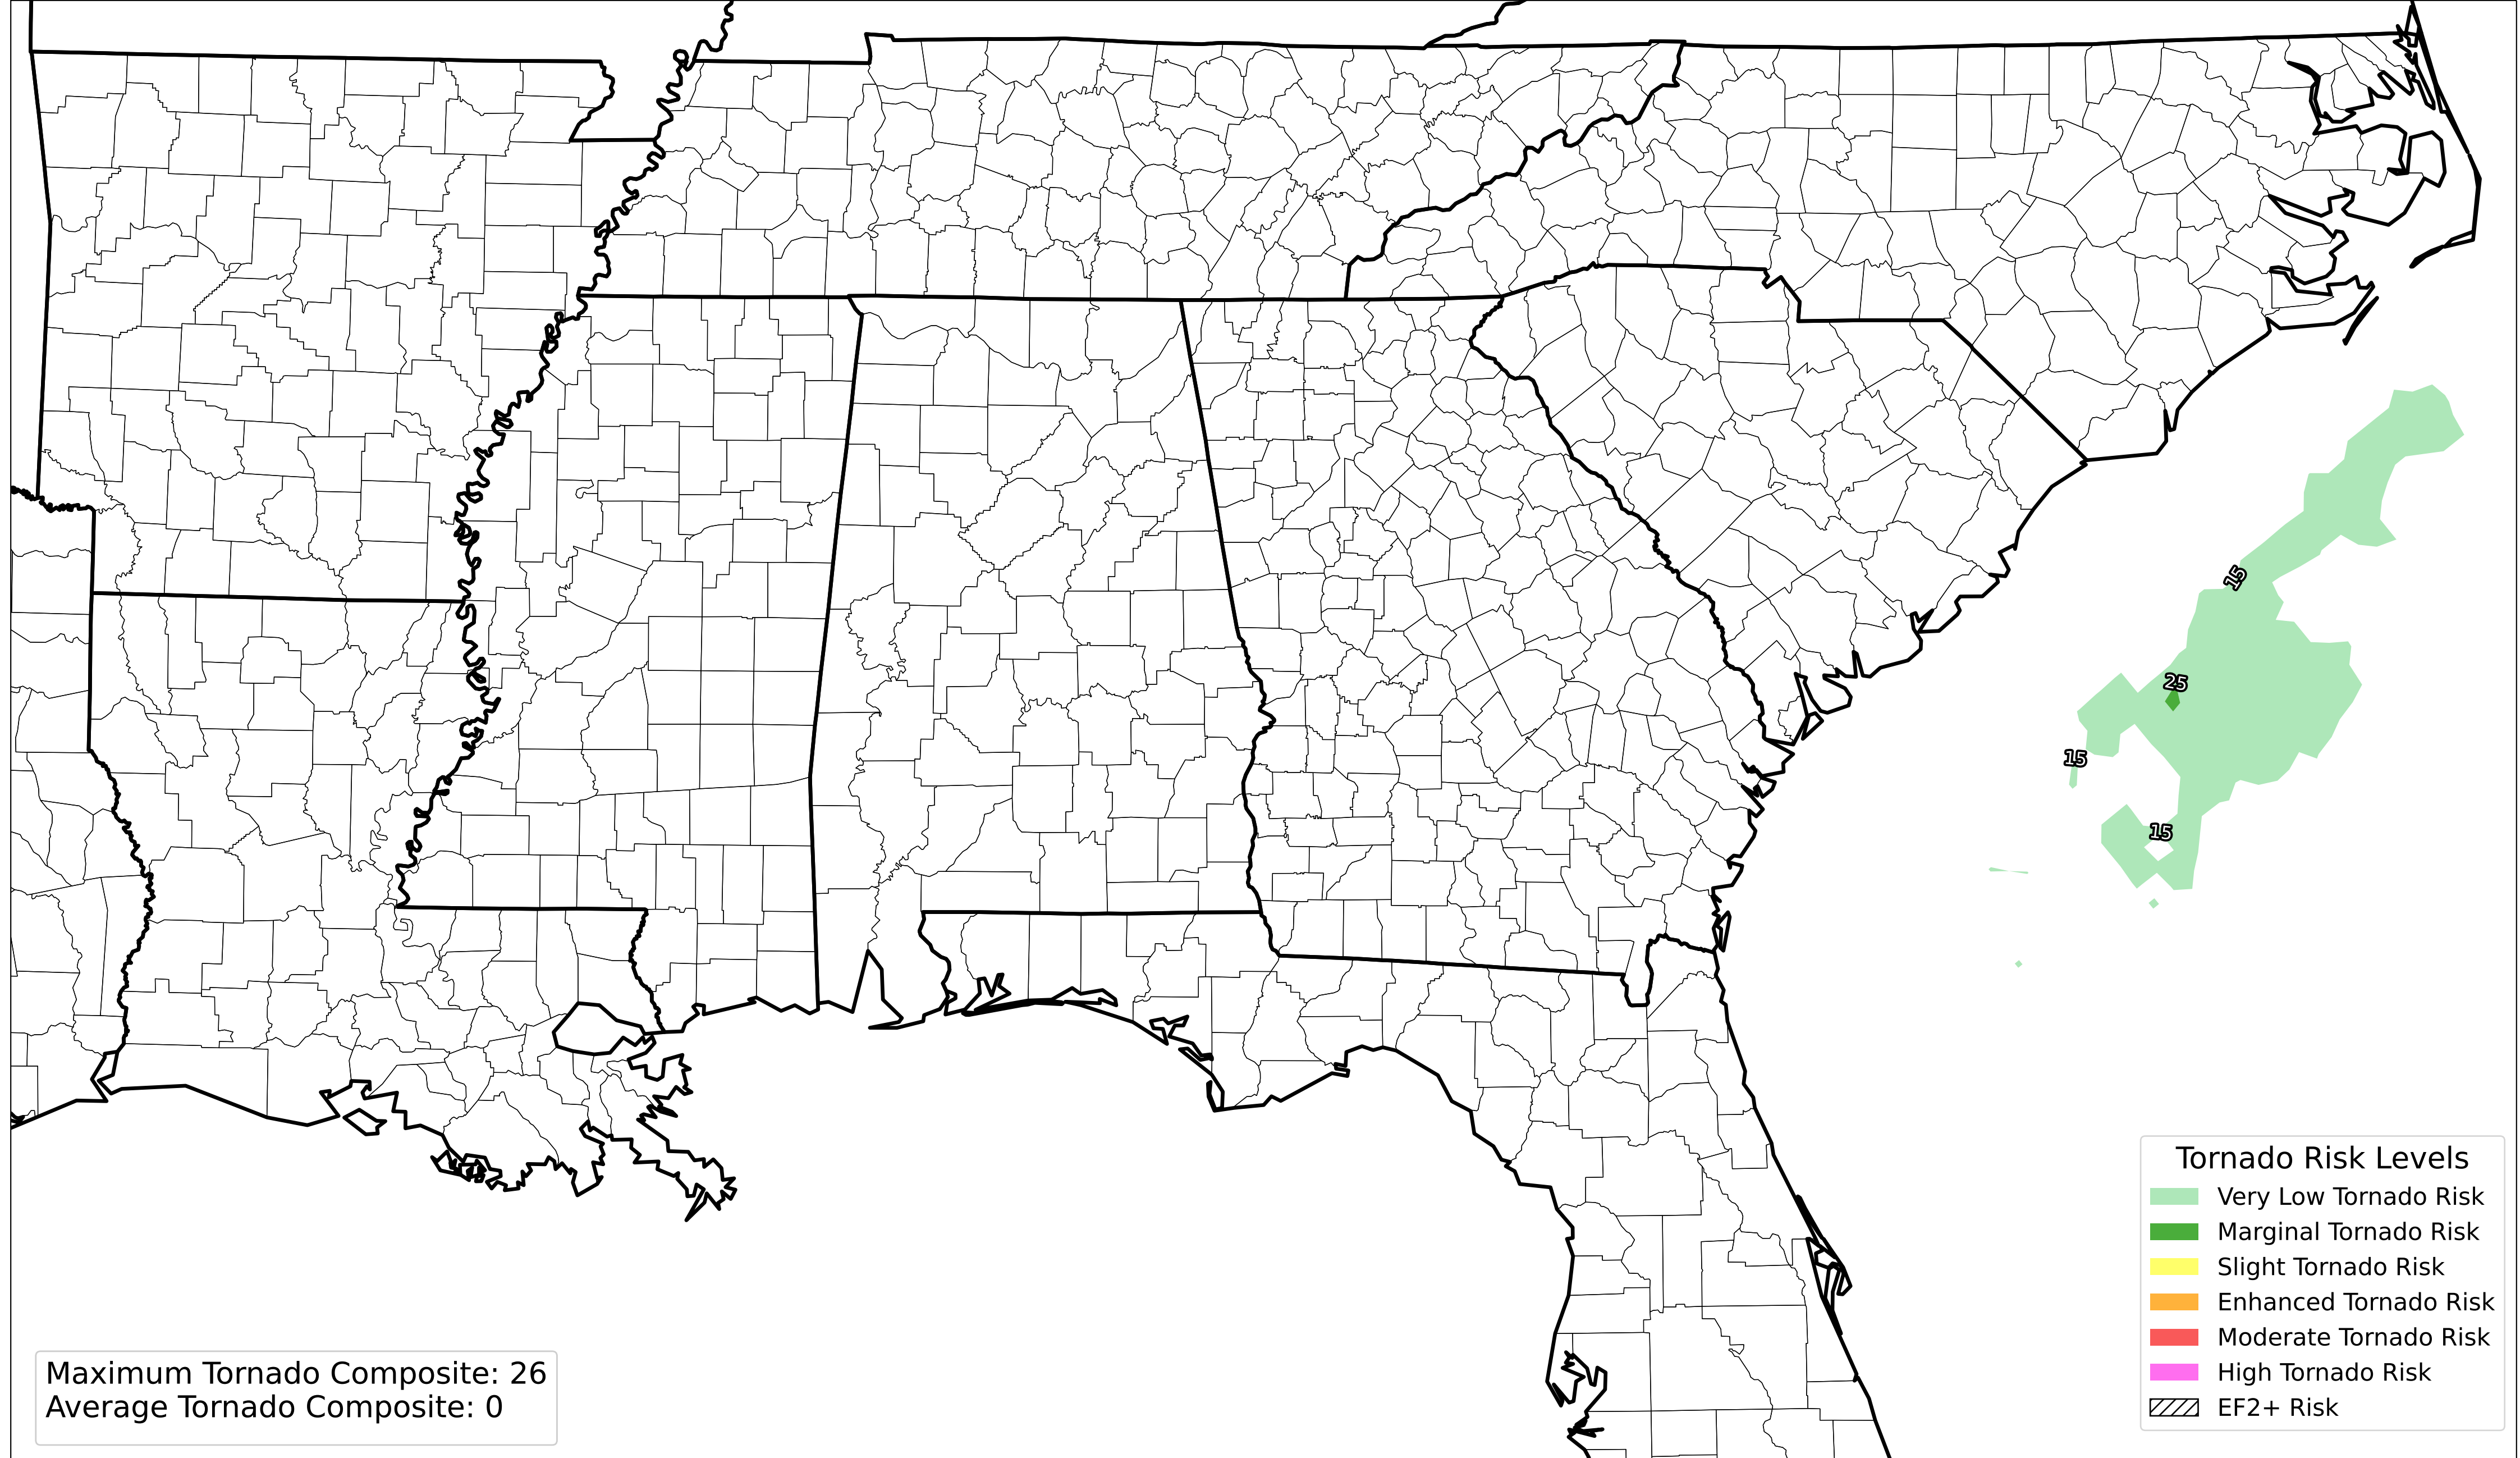 15
25
15
15
Tornado Risk Levels
Very Low Tornado Risk
Marginal Tornado Risk
Slight Tornado Risk
Enhanced Tornado Risk
Moderate Tornado Risk
High Tornado Risk
EF2+ Risk
Maximum Tornado Composite: 26
Average Tornado Composite: 0